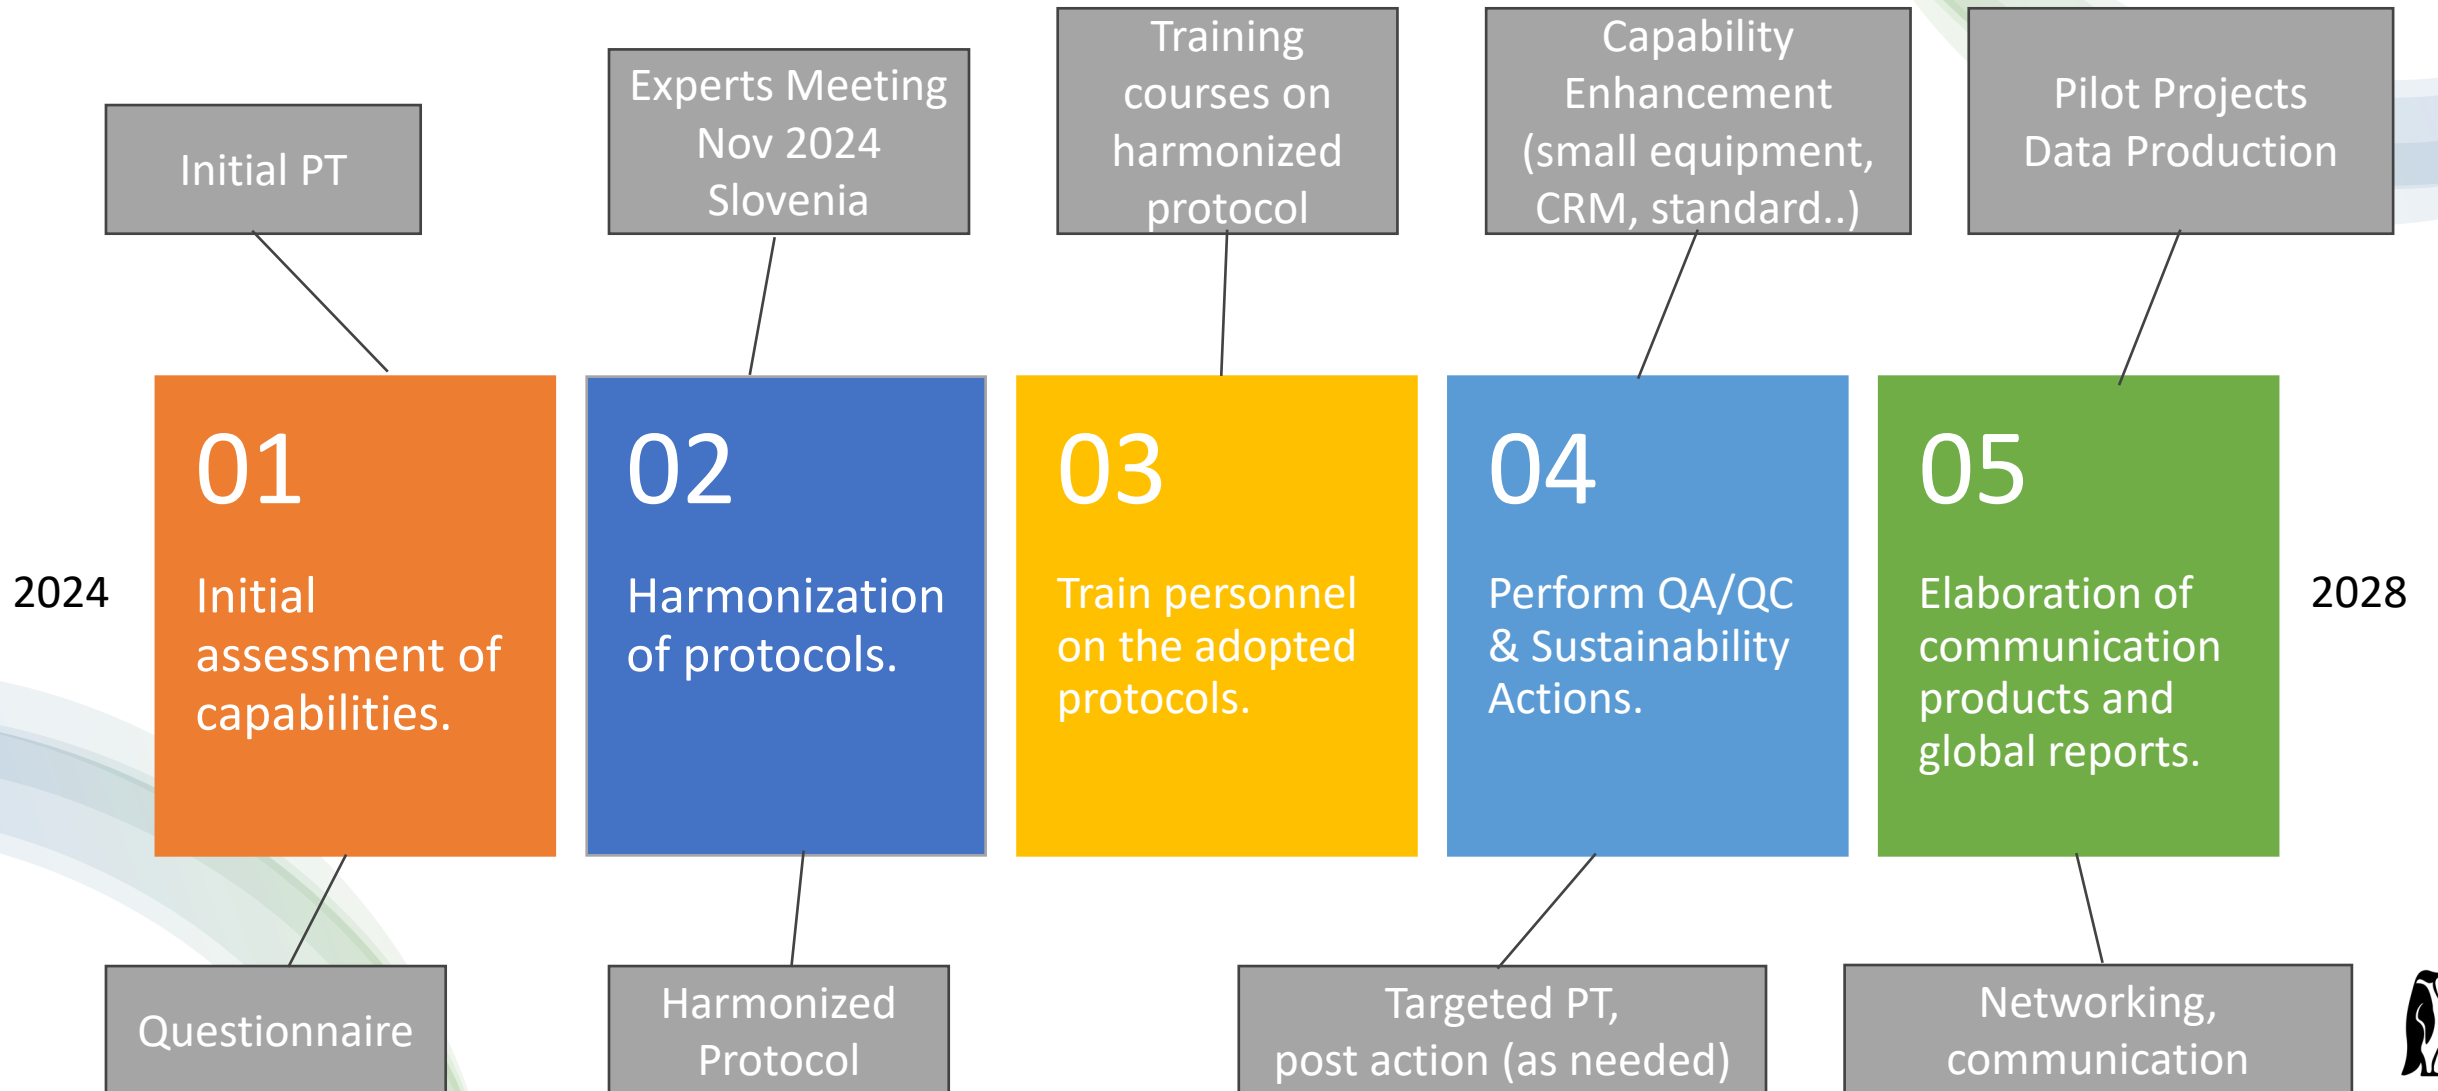 Initial PT
Experts Meeting
Nov 2024
Slovenia
Training
courses on
harmonized
protocol
Capability
Enhancement
(small equipment,
CRM, standard..)
Pilot Projects
Data Production
2024
01
Initial
assessment of
capabilities.
02
Harmonization
of protocols.
03
Train personnel
on the adopted
protocols.
04
Perform QA/QC
& Sustainability
Actions.
05
Elaboration of
communication
products and
global reports.
2028
Questionnaire
Harmonized
Protocol
Targeted PT,
post action (as needed)
Networking,
communication